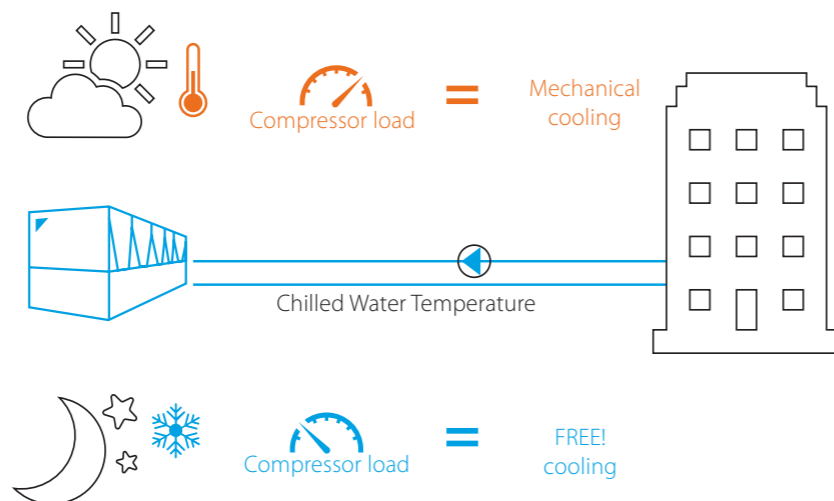 Compressor load
=
Mechanical
cooling
Chilled Water Temperature
Compressor load
=
FREE!
cooling